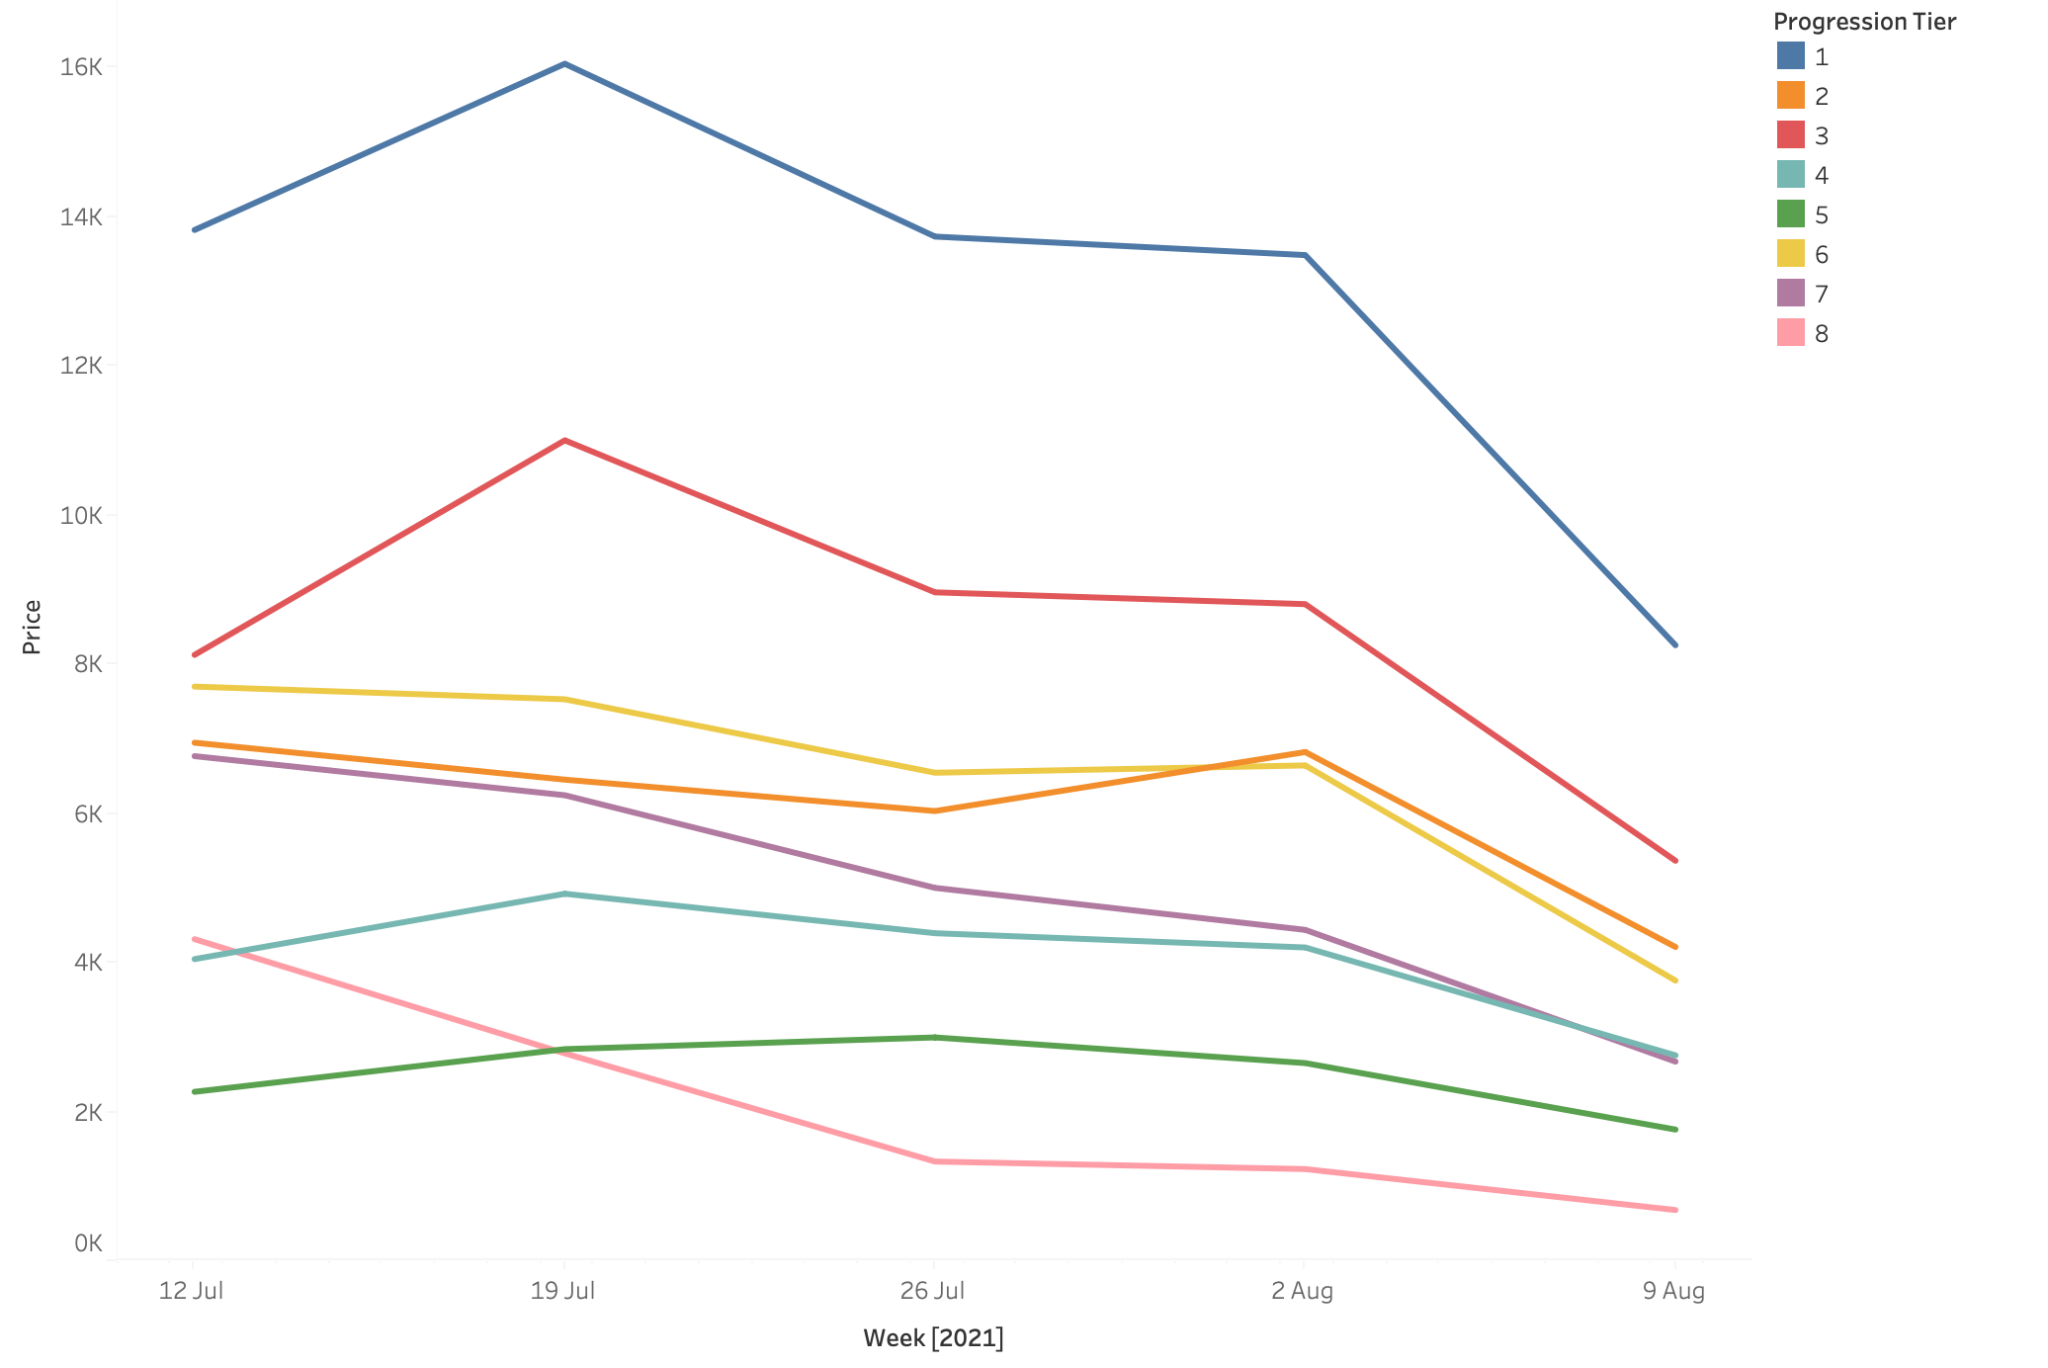 Progression Tier
1
2
3
4
5
6
7
8
16K
14K
12K
10K
8K
6K
4K
2K
0K
Price
12 Jul
19 Jul
26 Jul
2 Aug
9 Aug
Week [2021]